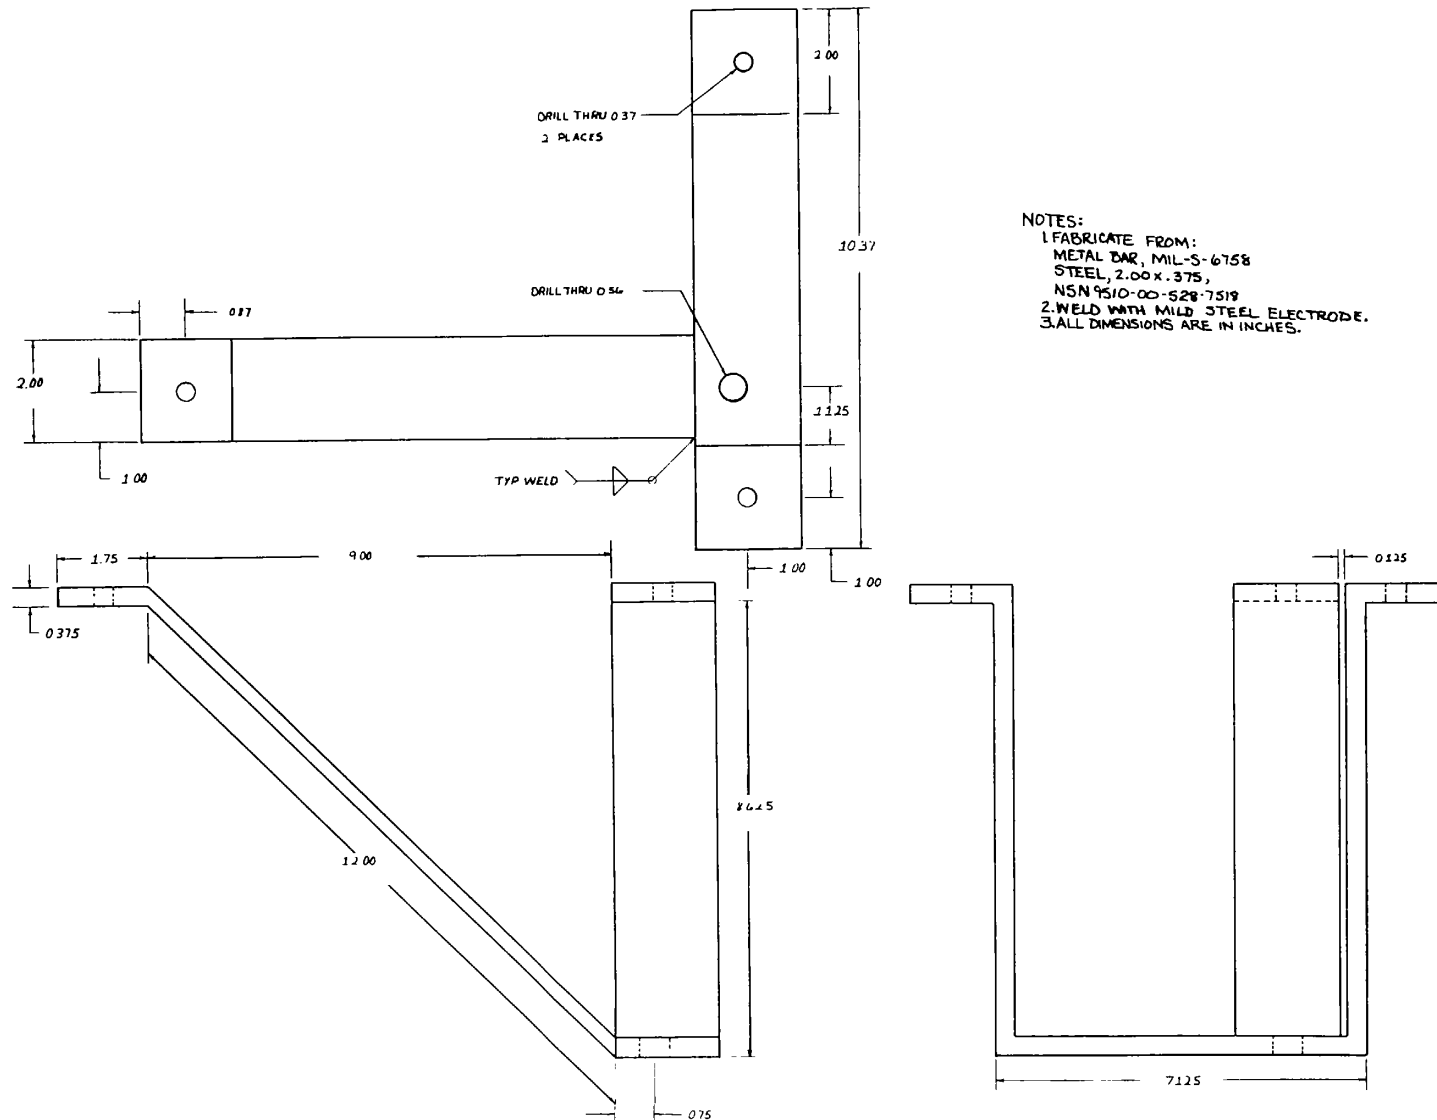 2.00
DRILL THRU 0.37
2 PLACES
10.37
NOTES:
1. FABRICATE FROM:
METAL BAR, MIL-S-6758
STEEL, 2.00 x .375,
NSN 9510-00-528-7519
2. WELD WITH MILD STEEL ELECTRODE.
3. ALL DIMENSIONS ARE IN INCHES.
DRILL THRU 0.56
0.87
2.00
1.125
1.00
TYP WELD
1.75
9.00
1.00
1.00
0.125
0.375
8.625
12.00
7.125
0.75